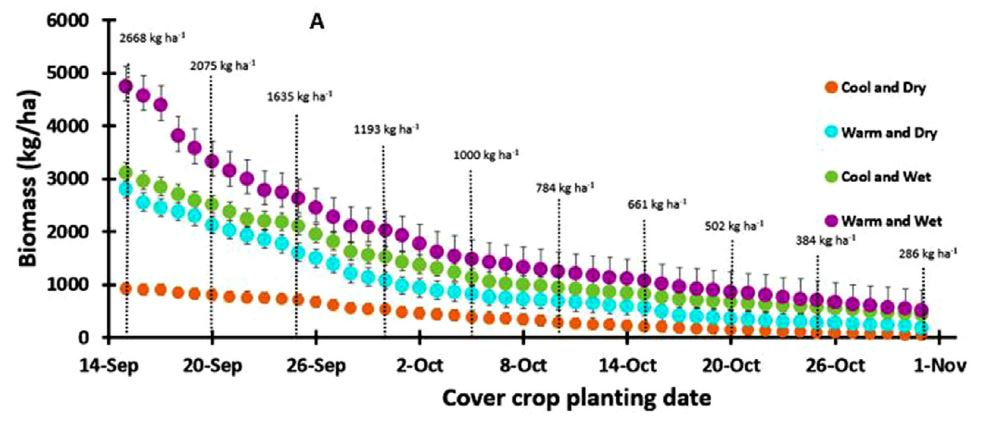 A
6000
5000
4000
3000
2000
1000
0
Biomass (kg/ha)
2668 kg ha-1
2075 kg ha-1
1635 kg ha-1
1193 kg ha-1
1000 kg ha-1
784 kg ha-1
661 kg ha-1
502 kg ha-1
384 kg ha-1
286 kg ha-1
Cool and Dry
Warm and Dry
Cool and Wet
Warm and Wet
14-Sep 20-Sep 26-Sep 2-Oct 8-Oct 14-Oct 20-Oct 26-Oct 1-Nov
Cover crop planting date